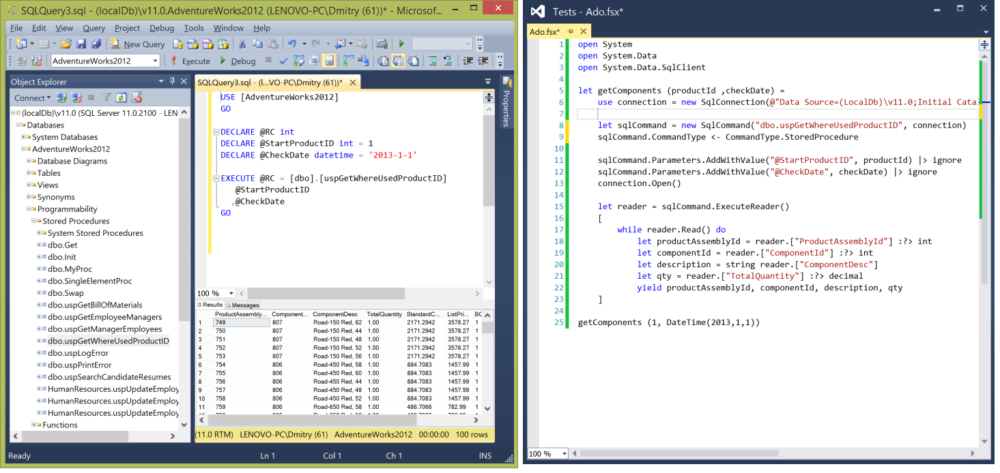 SQLQuery3.sql - (localDb)\v11.0.AdventureWorks2012 (LENOVO-PC\Dmitry (61))* - Microsof...
File Edit View Query Project Debug Tools Window Help
New Query
AdventureWorks2012 Execute Debug
Object Explorer
Connect
(localDb)\v11.0 (SQL Server 11.0.2100 - LEN
Databases
System Databases
AdventureWorks2012
Database Diagrams
Tables
Views
Synonyms
Programmability
Stored Procedures
System Stored Procedures
dbo.Get
dbo.Init
dbo.MyProc
dbo.SingleElementProc
dbo.Swap
dbo.uspGetBillOfMaterials
dbo.uspGetEmployeeManagers
dbo.uspGetManagerEmployees
dbo.uspGetWhereUsedProductID
dbo.uspLogError
dbo.uspPrintError
dbo.uspSearchCandidateResumes
HumanResources.uspUpdateEmploy
HumanResources.uspUpdateEmploy
HumanResources.uspUpdateEmploy
Functions
SQLQuery3.sql - (l...VO-PC\Dmitry (61))*
USE [AdventureWorks2012]
GO
DECLARE @RC int
DECLARE @StartProductID int = 1
DECLARE @CheckDate datetime = '2013-1-1'
EXECUTE @RC = [dbo].[uspGetWhereUsedProductID]
@StartProductID
,@CheckDate
GO
Properties
100 %
Results Messages
ProductAssembly... Component... ComponentDesc TotalQuantity StandardC... ListPri... BC
1 749 807 Road-150 Red, 62 1.00 2171.2942 3578.27 1
2 750 807 Road-150 Red, 44 1.00 2171.2942 3578.27 1
3 751 807 Road-150 Red, 48 1.00 2171.2942 3578.27 1
4 752 807 Road-150 Red, 52 1.00 2171.2942 3578.27 1
5 753 807 Road-150 Red, 56 1.00 2171.2942 3578.27 1
6 754 806 Road-450 Red, 58 1.00 884.7083 1457.99 1
7 755 806 Road-450 Red, 60 1.00 884.7083 1457.99 1
8 756 806 Road-450 Red, 44 1.00 884.7083 1457.99 1
9 757 806 Road-450 Red, 48 1.00 884.7083 1457.99 1
10 758 806 Road-450 Red, 52 1.00 884.7083 1457.99 1
11 759 806 Road-650 Red, 58 1.00 486.7066 782.99 1
(11.0 RTM) LENOVO-PC\Dmitry (61) AdventureWorks2012 00:00:00 100 rows
Ready Ln 1 Col 1 Ch 1 INS
Tests - Ado.fsx*
Ado.fsx*
1 open System
2 open System.Data
3 open System.Data.SqlClient
4
5 let getComponents (productId ,checkDate) =
6 use connection = new SqlConnection(@"Data Source=(LocalDb)\v11.0;Initial Cata
7
8 let sqlCommand = new SqlCommand("dbo.uspGetWhereUsedProductID", connection)
9 sqlCommand.CommandType <- CommandType.StoredProcedure
10
11 sqlCommand.Parameters.AddWithValue("@StartProductID", productId) |> ignore
12 sqlCommand.Parameters.AddWithValue("@CheckDate", checkDate) |> ignore
13 connection.Open()
14
15 let reader = sqlCommand.ExecuteReader()
16 [
17 while reader.Read() do
18 let productAssemblyId = reader.["ProductAssemblyId"] :?> int
19 let componentId = reader.["ComponentId"] :?> int
20 let description = string reader.["ComponentDesc"]
21 let qty = reader.["TotalQuantity"] :?> decimal
22 yield productAssemblyId, componentId, description, qty
23 ]
24
25 getComponents (1, DateTime(2013,1,1))
100 %